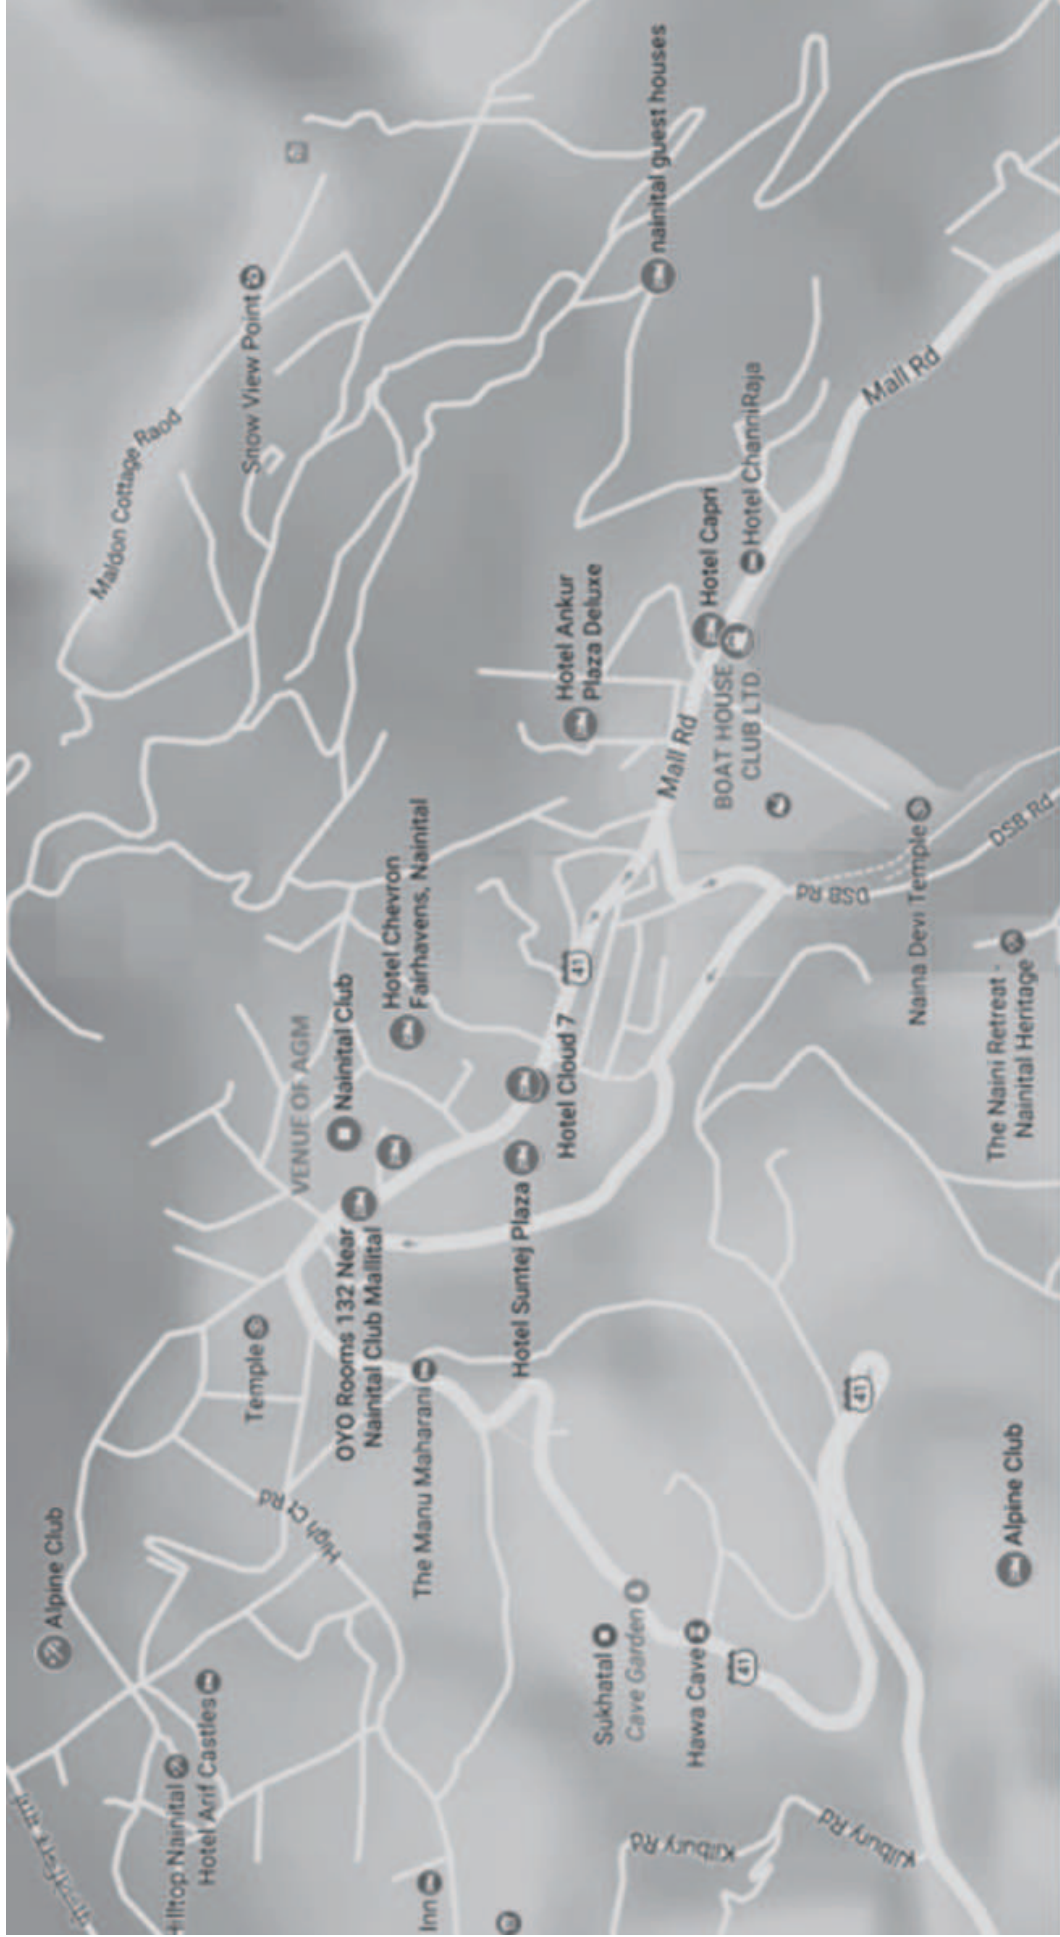 Alpine Club
Maldon Cottage Raod
Hilltop Nainital
Hotel Arif Castles
Temple
Snow View Point
High Ct Rd
VENUE OF AGM
Nainital Club
OYO Rooms 132 Near
Nainital Club Mallital
Hotel Chevron
Fairhavens, Nainital
The Manu Maharani
Inn
Hotel Suntej Plaza
Hotel Cloud 7
41
Hotel Ankur
Plaza Deluxe
Sukhatal
Cave Garden
nainital guest houses
Kilbury Rd
Mall Rd
Hawa Cave
41
Hotel Capri
BOAT HOUSE
CLUB LTD
Hotel ChanniRaja
DSB Rd
Kilbury Rd
41
Mall Rd
Naina Devi Temple
The Naini Retreat -
Nainital Heritage
DSB Rd
Alpine Club